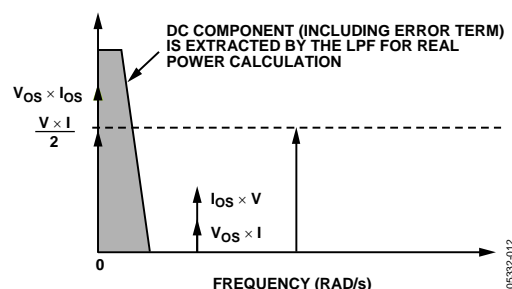 DC COMPONENT (INCLUDING ERROR TERM)
IS EXTRACTED BY THE LPF FOR REAL
POWER CALCULATION
VOS × IOS
V × I
2
IOS × V
VOS × I
0
FREQUENCY (RAD/s)
05332-012